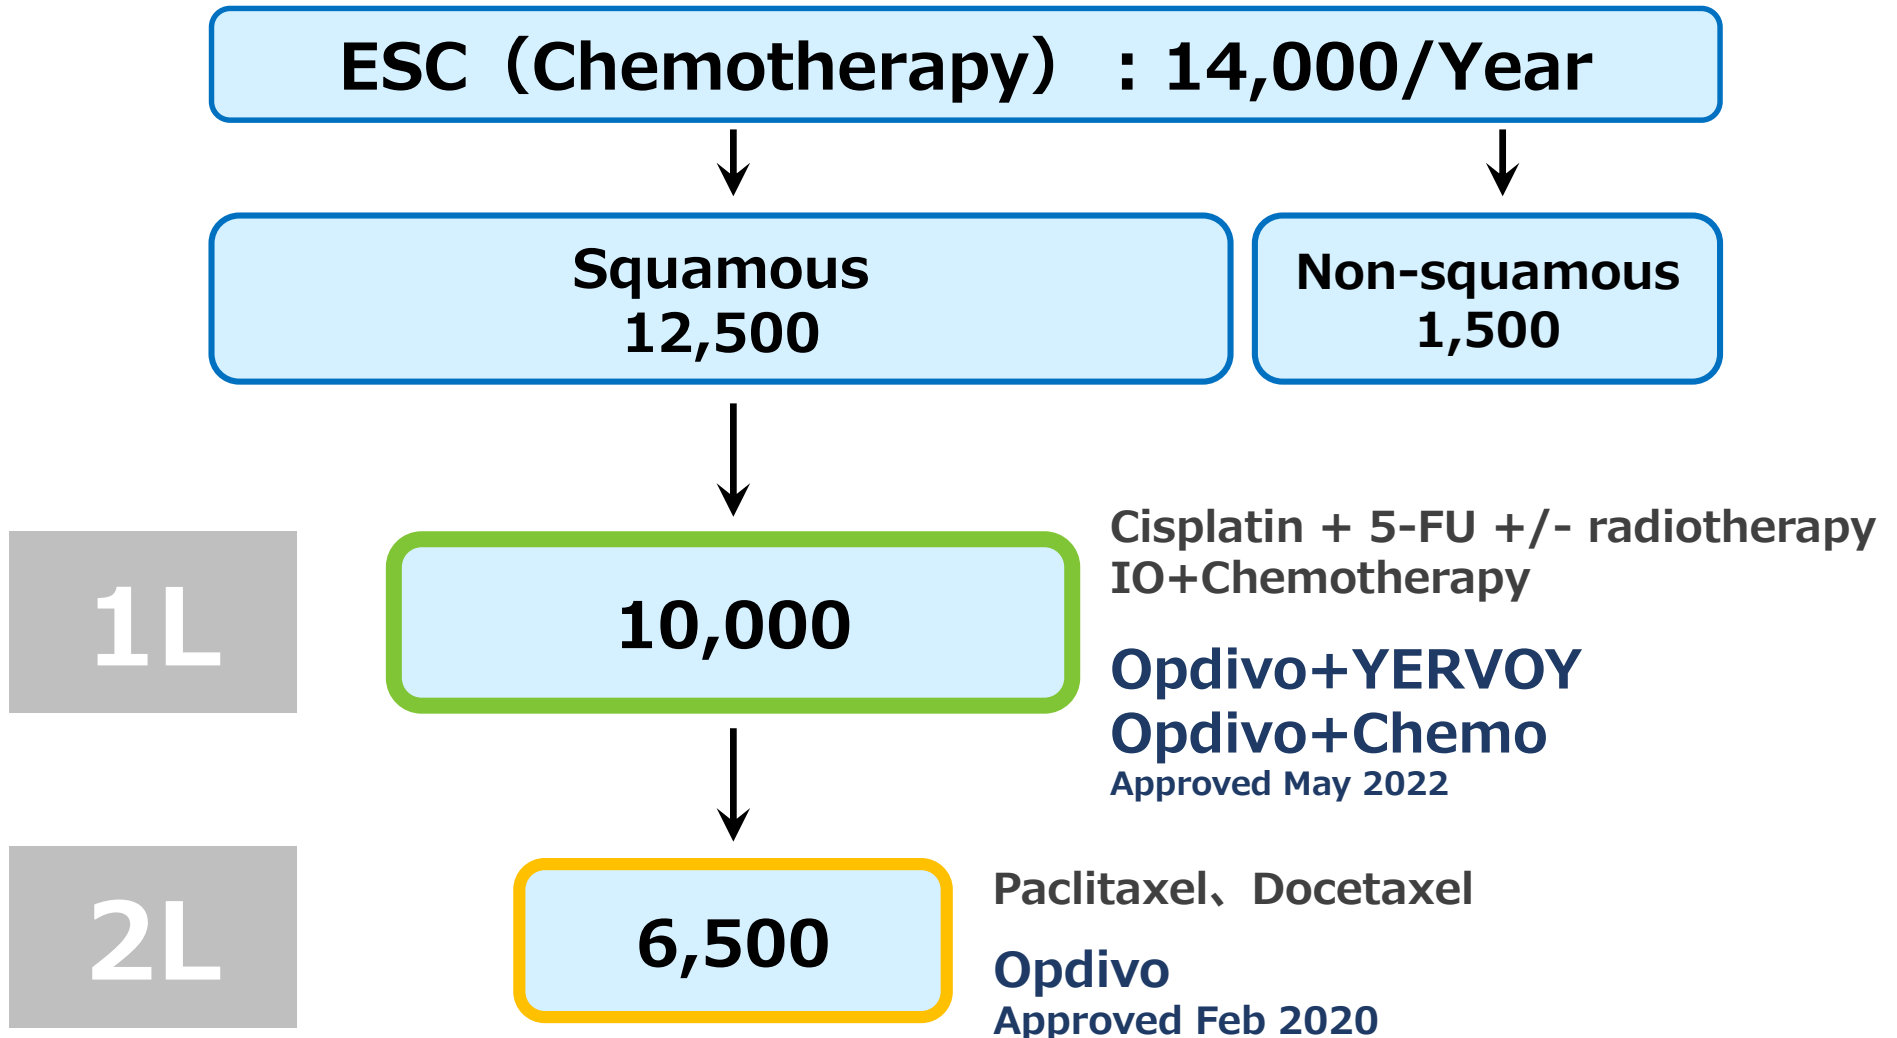 ESC（Chemotherapy）：14,000/Year
Squamous
12,500
Non-squamous
1,500
1L
10,000
Cisplatin + 5-FU +/- radiotherapy
IO+Chemotherapy
Opdivo+YERVOY
Opdivo+Chemo
Approved May 2022
2L
6,500
Paclitaxel、Docetaxel
Opdivo
Approved Feb 2020